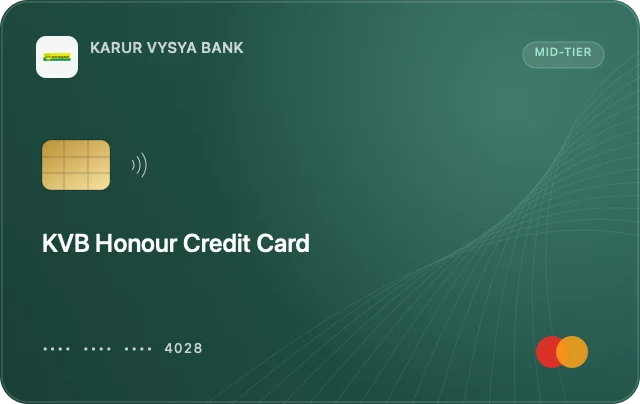 KARUR VYSYA BANK
MID-TIER
KVB Honour Credit Card
•••• •••• •••• 4028